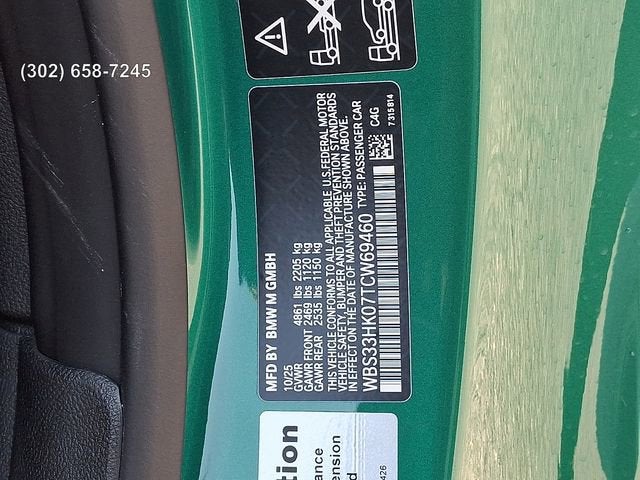 (302) 658-7245
MFD BY BMW M GMBH
10/25
GVWR 4861 lbs 2205 kg
GAWR FRONT 2469 lbs 1120 kg
GAWR REAR 2535 lbs 1150 kg
THIS VEHICLE CONFORMS TO ALL APPLICABLE U.S. FEDERAL MOTOR
VEHICLE SAFETY, BUMPER AND THEFT PREVENTION STANDARDS
IN EFFECT ON THE DATE OF MANUFACTURE SHOWN ABOVE.
WBS33HK07TCW69460 TYPE: PASSENGER CAR
C4G
7315814
tion
ance
ension
d
426